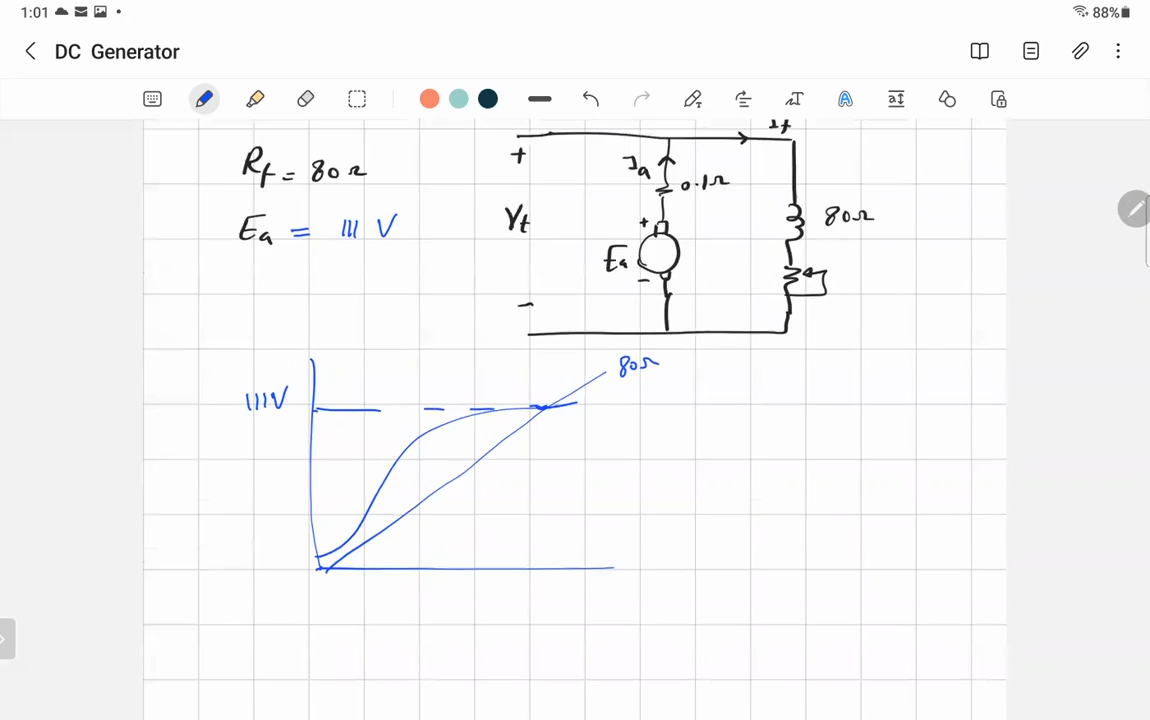 1:01
88%
DC Generator
If
Rf = 80Ω
+
Ia
0.1Ω
Ea = 111 V
Vt
+
80Ω
Ea
-
-
80Ω
111V